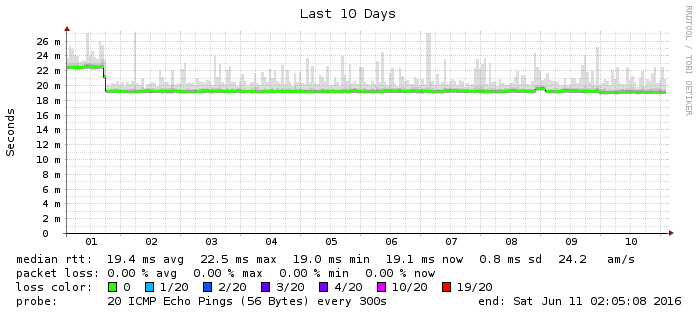 Last 10 Days
RRDTOOL / TOBI OETIKER
Seconds
26 m
24 m
22 m
20 m
18 m
16 m
14 m
12 m
10 m
8 m
6 m
4 m
2 m
0
01 02 03 04 05 06 07 08 09 10
median rtt: 19.4 ms avg 22.5 ms max 19.0 ms min 19.1 ms now 0.8 ms sd 24.2 am/s
packet loss: 0.00 % avg 0.00 % max 0.00 % min 0.00 % now
loss color: 0 1/20 2/20 3/20 4/20 10/20 19/20
probe: 20 ICMP Echo Pings (56 Bytes) every 300s end: Sat Jun 11 02:05:08 2016